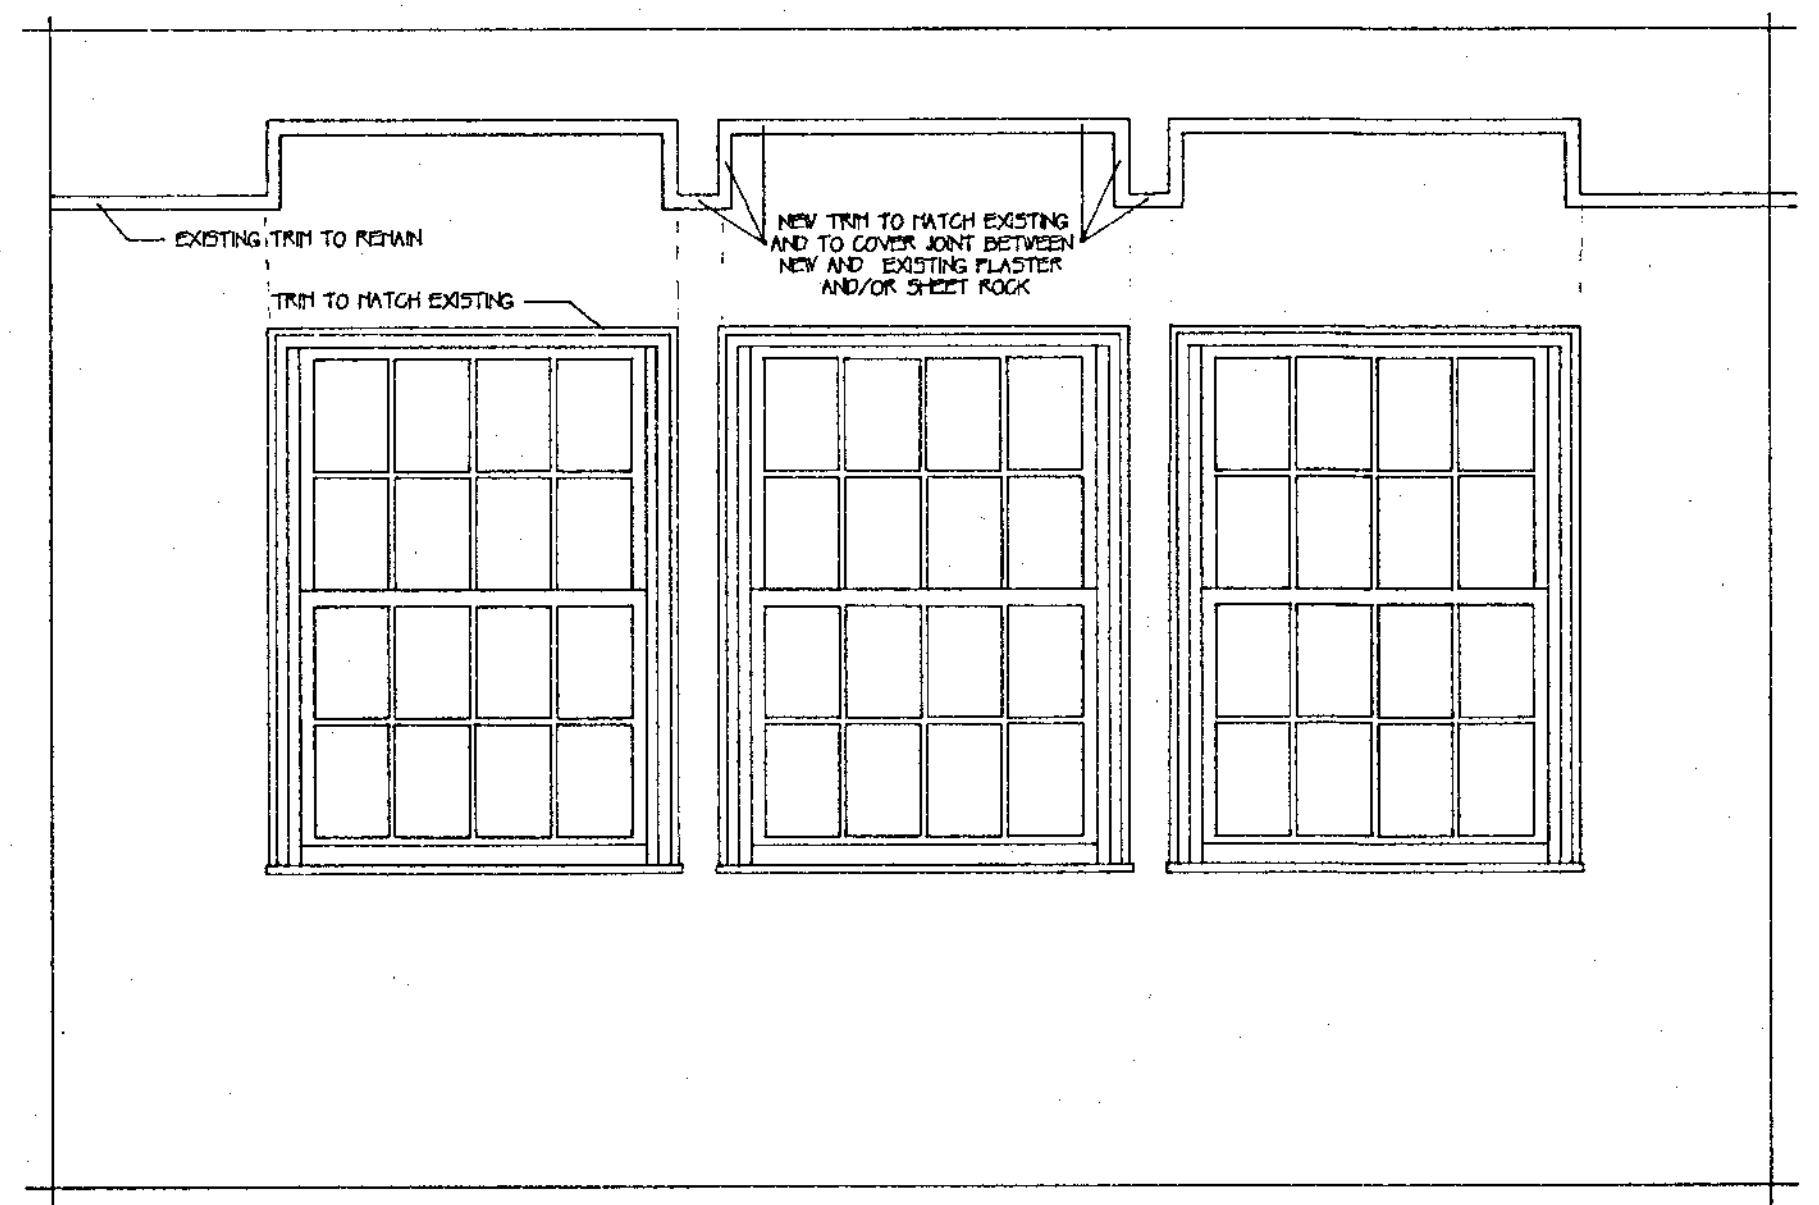 NEW TRIM TO MATCH EXISTING
AND TO COVER JOINT BETWEEN
NEW AND EXISTING PLASTER
AND/OR SHEET ROCK
EXISTING TRIM TO REMAIN
TRIM TO MATCH EXISTING